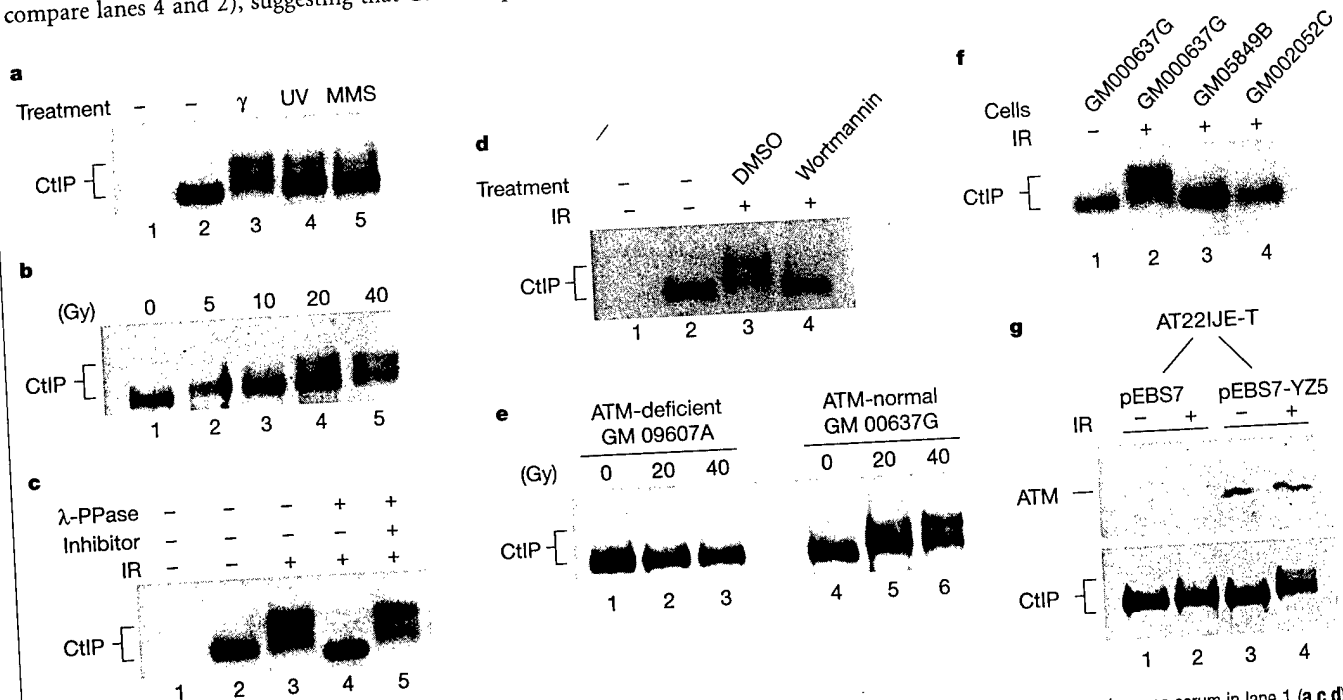 compare lanes 4 and 2), suggesting that
a
Treatment – – γ UV MMS
CtIP
1 2 3 4 5
b
(Gy) 0 5 10 20 40
CtIP
1 2 3 4 5
c
λ-PPase – – – + +
Inhibitor – – – – +
IR – – + + +
CtIP
1 2 3 4 5
d
Treatment – – DMSO Wortmannin
IR – – + +
CtIP
1 2 3 4
e
ATM-deficient ATM-normal
GM 09607A GM 00637G
(Gy) 0 20 40 0 20 40
CtIP
1 2 3 4 5 6
f
Cells GM000637G GM000637G GM05849B GM002052C
IR – + + +
CtIP
1 2 3 4
g
AT22IJE-T
pEBS7 pEBS7-YZ5
IR – + – +
ATM
CtIP
1 2 3 4
serum in lane 1 (a,c,d)